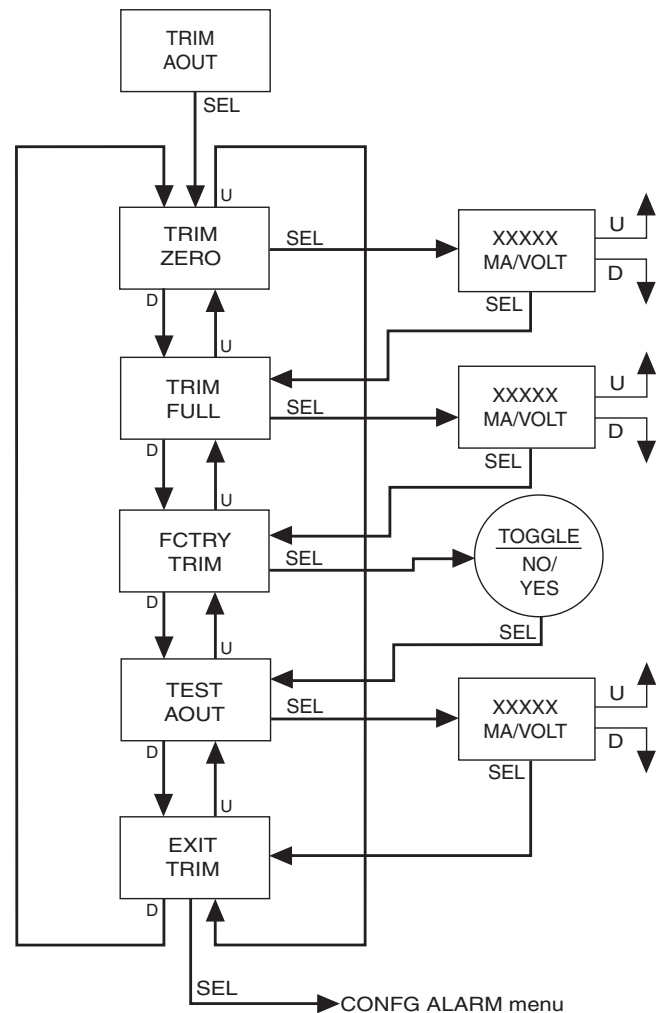 TRIM
AOUT
SEL
U
TRIM
ZERO
SEL
XXXXX
MA/VOLT
U
D
SEL
D
U
TRIM
FULL
SEL
XXXXX
MA/VOLT
U
D
SEL
D
U
FCTRY
TRIM
SEL
TOGGLE
NO/
YES
SEL
D
U
TEST
AOUT
SEL
XXXXX
MA/VOLT
U
D
SEL
D
U
EXIT
TRIM
D
SEL
CONFG ALARM menu